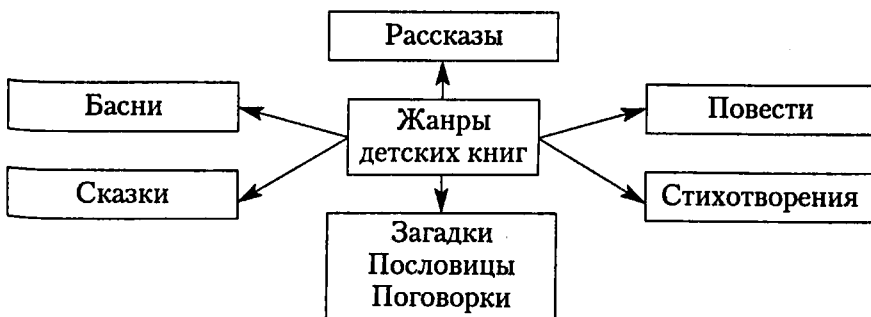 Рассказы
Басни
Жанры
детских книг
Повести
Сказки
Стихотворения
Загадки
Пословицы
Поговорки